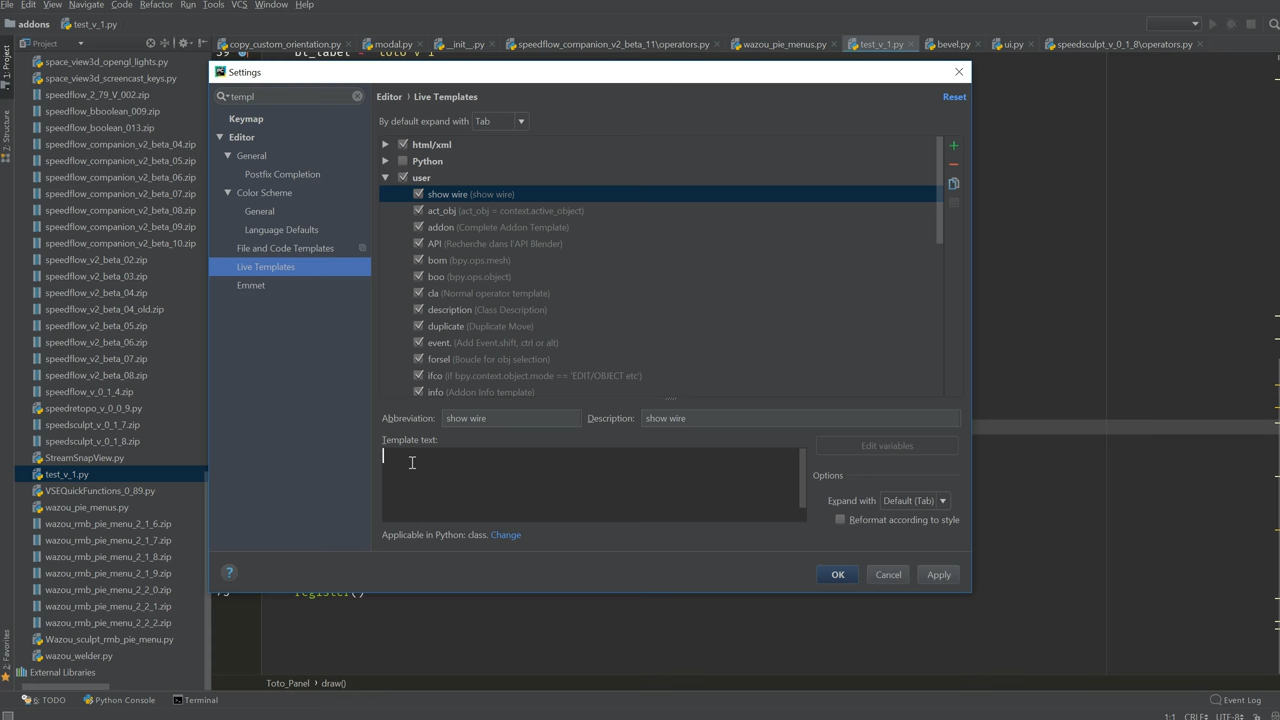 File Edit View Navigate Code Refactor Run Tools VCS Window Help
addons test_v_1.py
Project
copy_custom_orientation.py modal.py __init__.py speedflow_companion_v2_beta_11\operators.py wazou_pie_menus.py test_v_1.py bevel.py ui.py speedsculpt_v_0_1_8\operators.py
1: Project
7: Structure
2: Favorites
space_view3d_opengl_lights.py
space_view3d_screencast_keys.py
speedflow_2_79_V_002.zip
speedflow_bboolean_009.zip
speedflow_boolean_013.zip
speedflow_companion_v2_beta_04.zip
speedflow_companion_v2_beta_05.zip
speedflow_companion_v2_beta_06.zip
speedflow_companion_v2_beta_07.zip
speedflow_companion_v2_beta_08.zip
speedflow_companion_v2_beta_09.zip
speedflow_companion_v2_beta_10.zip
speedflow_v2_beta_02.zip
speedflow_v2_beta_03.zip
speedflow_v2_beta_04.zip
speedflow_v2_beta_04_old.zip
speedflow_v2_beta_05.zip
speedflow_v2_beta_06.zip
speedflow_v2_beta_07.zip
speedflow_v2_beta_08.zip
speedflow_v_0_1_4.zip
speedretopo_v_0_0_9.py
speedsculpt_v_0_1_7.zip
speedsculpt_v_0_1_8.zip
StreamSnapView.py
test_v_1.py
VSEQuickFunctions_0_89.py
wazou_pie_menus.py
wazou_rmb_pie_menu_2_1_6.zip
wazou_rmb_pie_menu_2_1_7.zip
wazou_rmb_pie_menu_2_1_8.zip
wazou_rmb_pie_menu_2_1_9.zip
wazou_rmb_pie_menu_2_2_0.zip
wazou_rmb_pie_menu_2_2_1.zip
wazou_rmb_pie_menu_2_2_2.zip
Wazou_sculpt_rmb_pie_menu.py
wazou_welder.py
External Libraries
Settings
templ
Keymap
Editor
General
Postfix Completion
Color Scheme
General
Language Defaults
File and Code Templates
Live Templates
Emmet
Editor › Live Templates
Reset
By default expand with Tab
html/xml
Python
user
show wire (show wire)
act_obj (act_obj = context.active_object)
addon (Complete Addon Template)
API (Recherche dans l'API Blender)
bom (bpy.ops.mesh)
boo (bpy.ops.object)
cla (Normal operator template)
description (Class Description)
duplicate (Duplicate Move)
event. (Add Event.shift, ctrl or alt)
forsel (Boucle for obj selection)
ifco (if bpy.context.object.mode == 'EDIT/OBJECT etc')
info (Addon Info template)
Abbreviation: show wire Description: show wire
Template text:
Edit variables
Options
Expand with Default (Tab)
Reformat according to style
Applicable in Python: class. Change
?
OK Cancel Apply
register()
Toto_Panel › draw()
6: TODO Python Console Terminal Event Log
1:1 CRLF÷ UTF-8÷